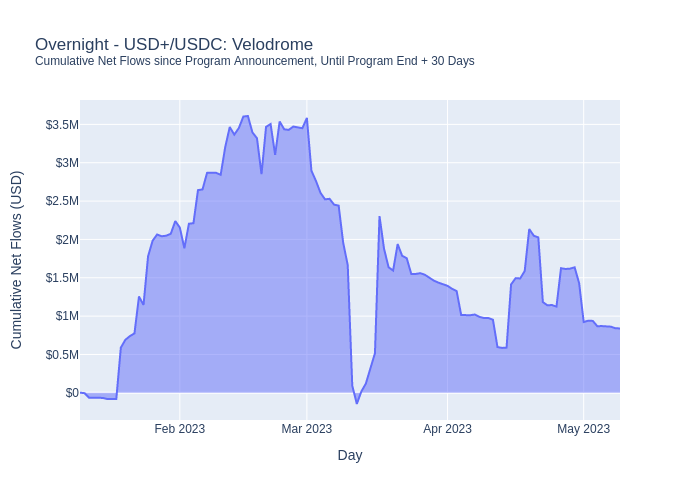 Overnight - USD+/USDC: Velodrome
Cumulative Net Flows since Program Announcement, Until Program End + 30 Days
Cumulative Net Flows (USD)
$3.5M
$3M
$2.5M
$2M
$1.5M
$1M
$0.5M
$0
Feb 2023
Mar 2023
Apr 2023
May 2023
Day